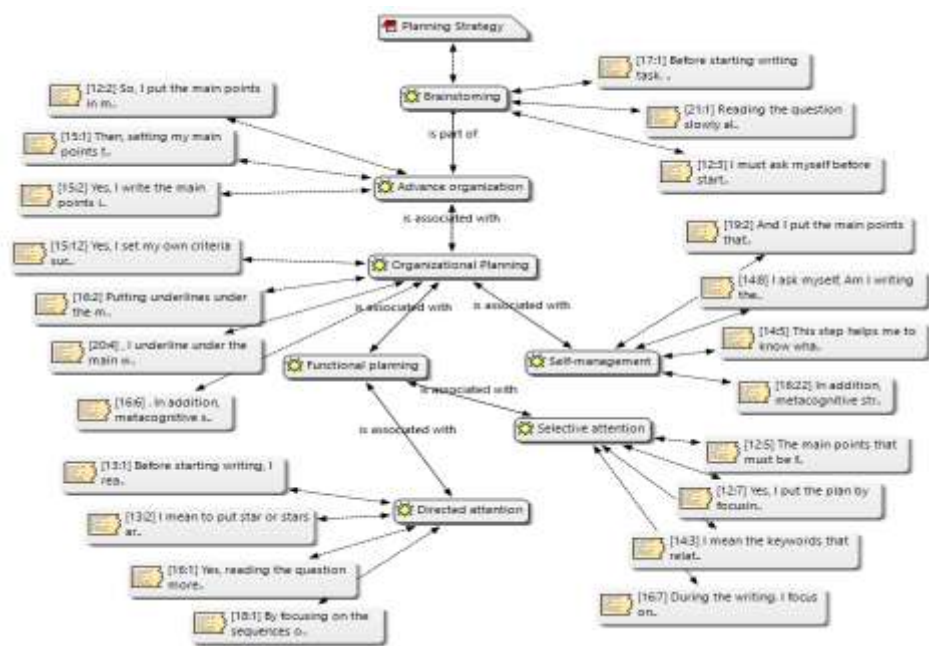 Planning Strategy
[17:1] Before starting writing
task. .
[12:2] So, I put the main points
in m..
Brainstoming
[21:1] Reading the question
slowly al..
is part of
[15:1] Then, setting my main
points f..
[12:3] I must ask myself before
start..
[15:2] Yes, I write the main
points i..
Advance organization
is associated with
[19:2] And I put the main points
that..
[15:12] Yes, I set my own criteria
suc..
Organizational Planning
[14:8] I ask myself, Am I writing
the..
[16:2] Putting underlines under
the m..
is associated with
is associated with
[14:5] This step helps me to
know wha..
[20:4] , I underline under the
main w..
Functional planning
Self-management
[16:6] . In addition,
metacognitive s..
is associated with
[18:22] In addition,
metacognitive str..
is associated with
Selective attention
[12:5] The main points that
must be f..
[13:1] Before starting writing, I
rea..
[12:7] Yes, I put the plan by
focusin..
[13:2] I mean to put star or stars
ar..
Directed attention
[14:3] I mean the keywords that
relat..
[16:1] Yes, reading the question
more..
[16:7] During the writing. I focus
on..
[18:1] By focusing on the
sequences o..